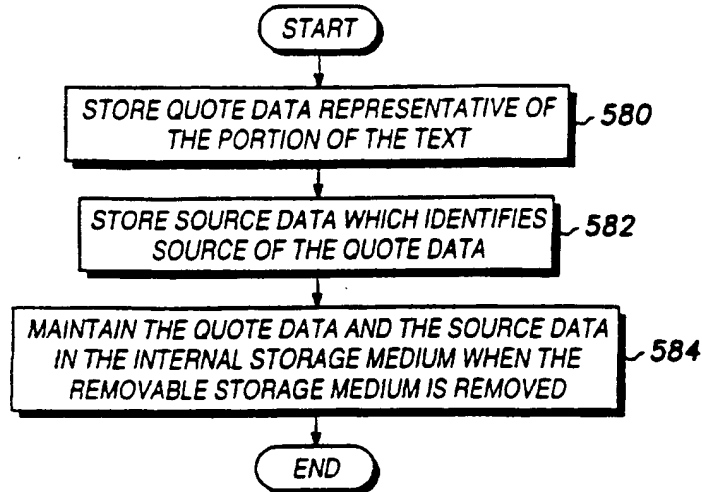 START
STORE QUOTE DATA REPRESENTATIVE OF
THE PORTION OF THE TEXT
580
STORE SOURCE DATA WHICH IDENTIFIES
SOURCE OF THE QUOTE DATA
582
MAINTAIN THE QUOTE DATA AND THE SOURCE DATA
IN THE INTERNAL STORAGE MEDIUM WHEN THE
REMOVABLE STORAGE MEDIUM IS REMOVED
584
END